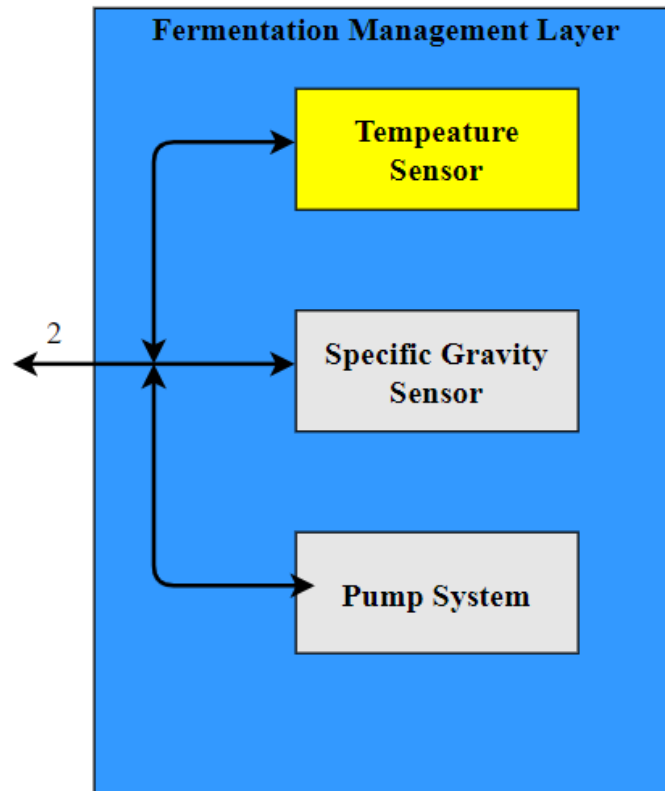 Fermentation Management Layer
Tempeature
Sensor
2
Specific Gravity
Sensor
Pump System